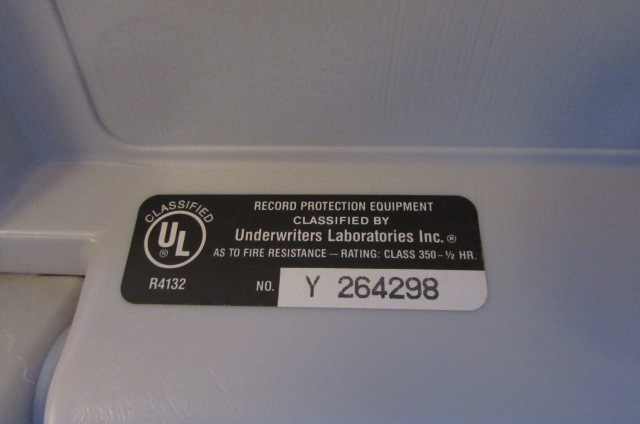 CLASSIFIED
UL®
R4132
RECORD PROTECTION EQUIPMENT
CLASSIFIED BY
Underwriters Laboratories Inc.®
AS TO FIRE RESISTANCE – RATING: CLASS 350-½ HR.
NO. Y 264298